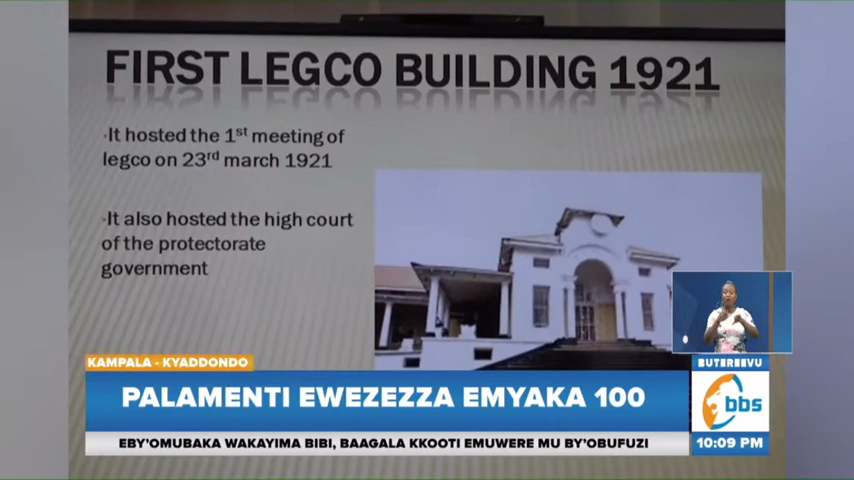 FIRST LEGCO BUILDING 1921
·It hosted the 1st meeting of
legco on 23rd march 1921
·It also hosted the high court
of the protectorate
government
KAMPALA - KYADDONDO
PALAMENTI EWEZEZZA EMYAKA 100
EBY'OMUBAKA WAKAYIMA BIBI, BAAGALA KKOOTI EMUWERE MU BY'OBUFUZI
BUTEREEVU
bbs
10:09 PM